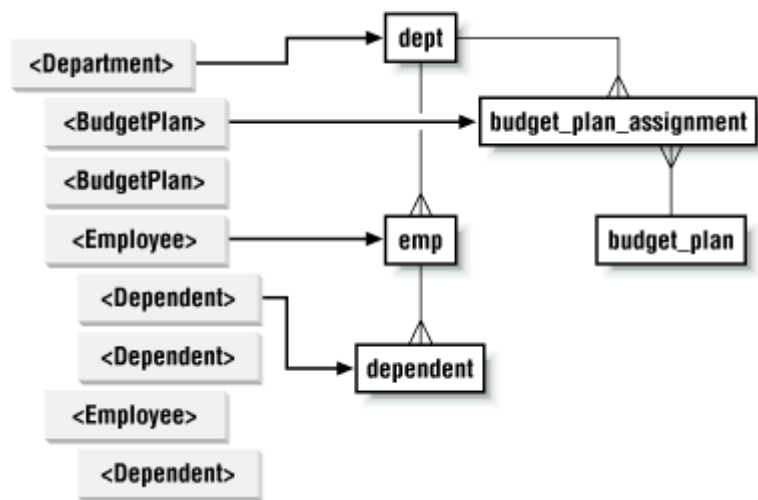 dept
<Department>
<BudgetPlan>
budget_plan_assignment
<BudgetPlan>
<Employee>
emp
budget_plan
<Dependent>
<Dependent>
dependent
<Employee>
<Dependent>